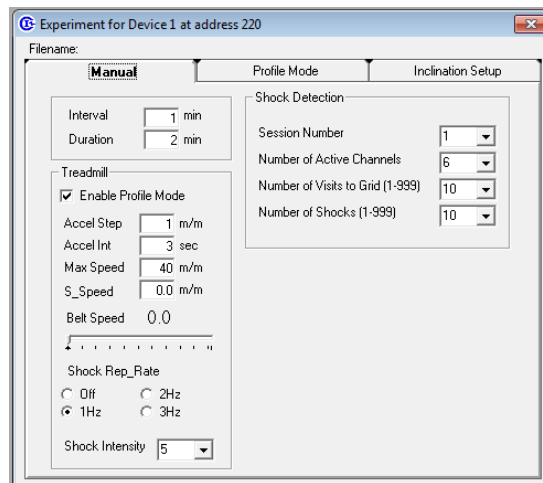 Experiment for Device 1 at address 220
Filename:
Manual
Profile Mode
Inclination Setup
Interval 1 min
Duration 2 min
Treadmill
Enable Profile Mode
Accel Step 1 m/m
Accel Int 3 sec
Max Speed 40 m/m
S_Speed 0.0 m/m
Belt Speed 0.0
Shock Rep_Rate
Off 2Hz
1Hz 3Hz
Shock Intensity 5
Shock Detection
Session Number 1
Number of Active Channels 6
Number of Visits to Grid (1-999) 10
Number of Shocks (1-999) 10